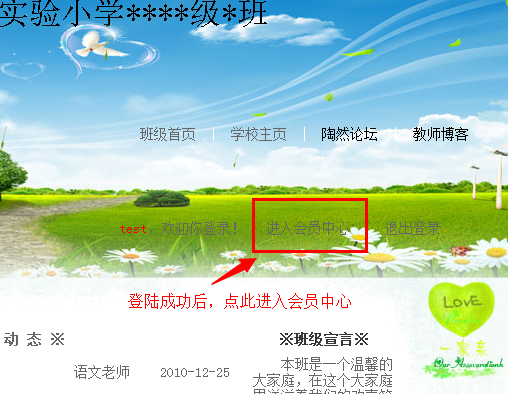 实验小学****级*班
班级首页 | 学校主页 | 陶然论坛 教师博客
test，欢迎你登录！ 进入会员中心 退出登录
登陆成功后，点此进入会员中心
LOVE
动 态 ※
※班级宣言※
语文老师 2010-12-25
本班是一个温馨的
大家庭，在这个大家庭
一家亲